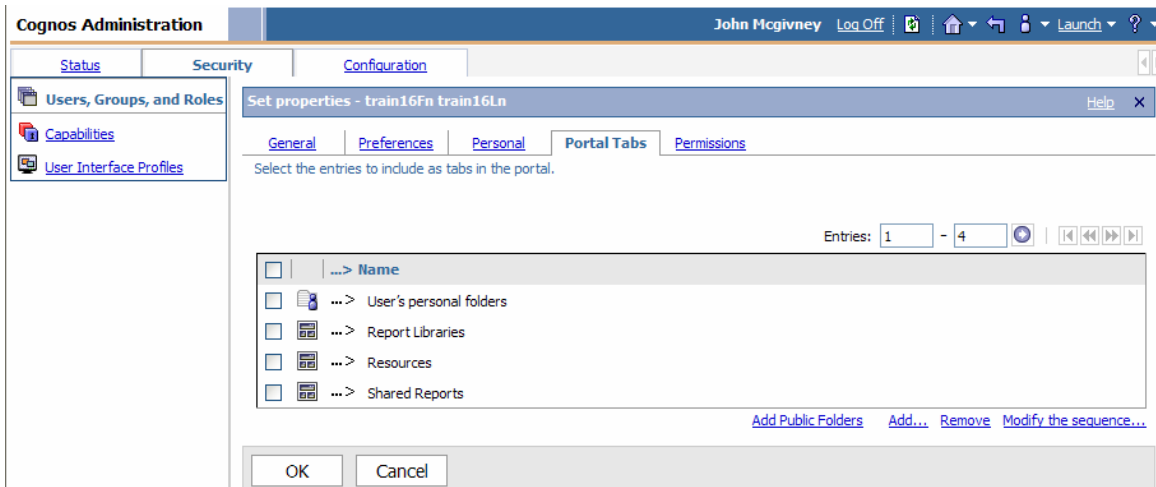 Cognos Administration John Mcgivney Log Off Launch ?
Status Security Configuration
Users, Groups, and Roles
Capabilities
User Interface Profiles
Set properties - train16Fn train16Ln Help X
General Preferences Personal Portal Tabs Permissions
Select the entries to include as tabs in the portal.
Entries: 1 - 4
...> Name
...> User's personal folders
...> Report Libraries
...> Resources
...> Shared Reports
Add Public Folders Add... Remove Modify the sequence...
OK Cancel